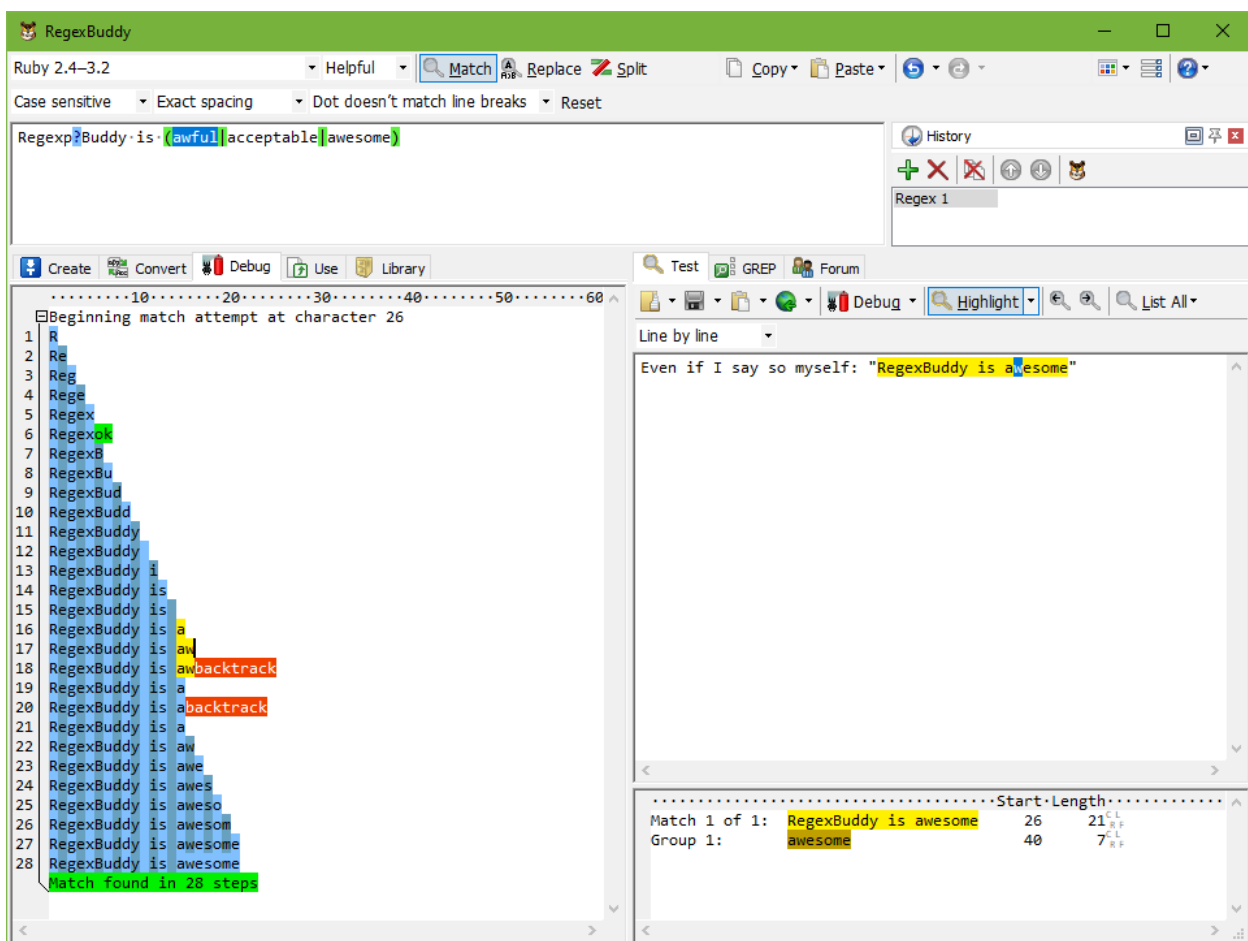 RegexBuddy
Ruby 2.4–3.2 Helpful Match Replace Split Copy Paste
Case sensitive Exact spacing Dot doesn't match line breaks Reset
Regexp?Buddy·is·(awful|acceptable|awesome)
History
Regex 1
Create Convert Debug Use Library
·········10········20········30········40········50········60
Beginning match attempt at character 26
1 R
2 Re
3 Reg
4 Rege
5 Regex
6 Regexok
7 RegexB
8 RegexBu
9 RegexBud
10 RegexBudd
11 RegexBuddy
12 RegexBuddy
13 RegexBuddy i
14 RegexBuddy is
15 RegexBuddy is
16 RegexBuddy is a
17 RegexBuddy is aw
18 RegexBuddy is awbacktrack
19 RegexBuddy is a
20 RegexBuddy is abacktrack
21 RegexBuddy is a
22 RegexBuddy is aw
23 RegexBuddy is awe
24 RegexBuddy is awes
25 RegexBuddy is aweso
26 RegexBuddy is awesom
27 RegexBuddy is awesome
28 RegexBuddy is awesome
Match found in 28 steps
Test GREP Forum
Debug Highlight List All
Line by line
Even if I say so myself: "RegexBuddy is awesome"
Start·Length
Match 1 of 1: RegexBuddy is awesome 26 21 CL RF
Group 1: awesome 40 7 CL RF